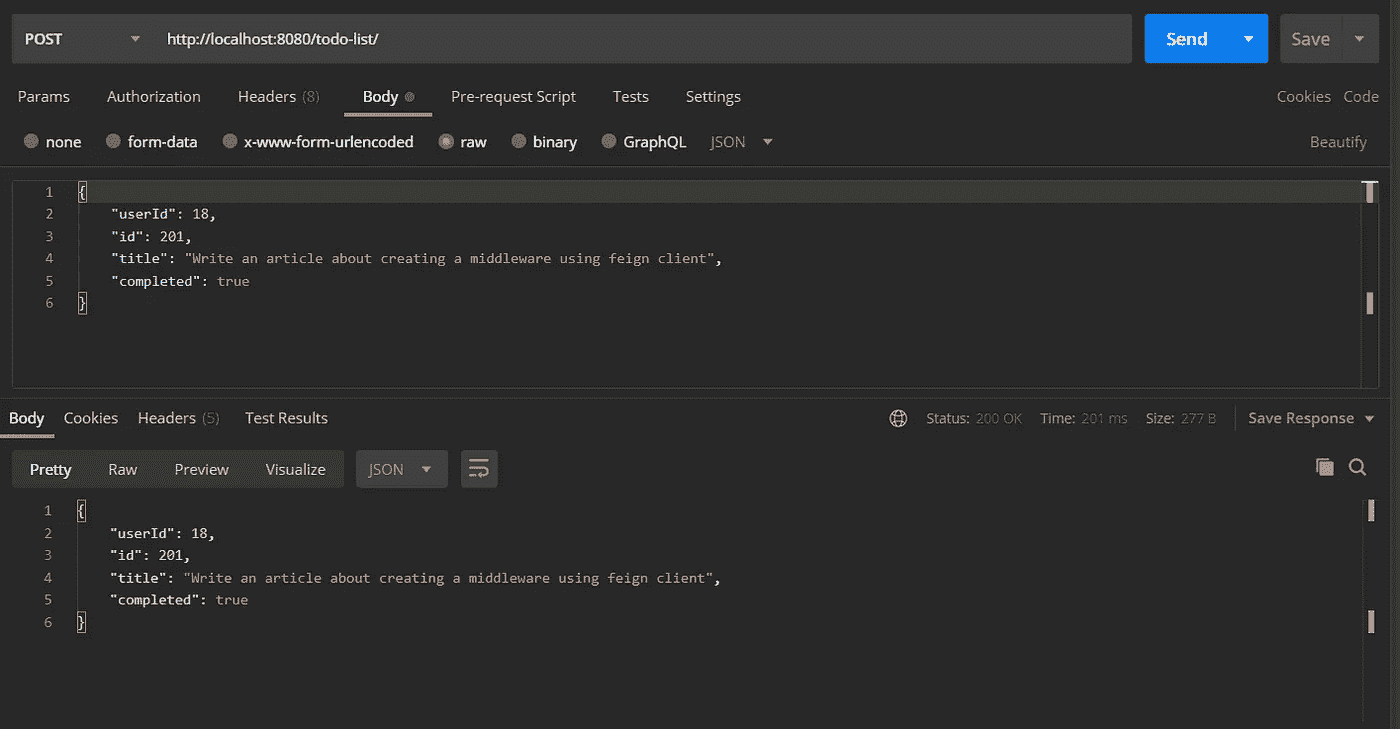 POST http://localhost:8080/todo-list/ Send Save
Params Authorization Headers (8) Body Pre-request Script Tests Settings Cookies Code
none form-data x-www-form-urlencoded raw binary GraphQL JSON Beautify
1 {
2 "userId": 18,
3 "id": 201,
4 "title": "Write an article about creating a middleware using feign client",
5 "completed": true
6 }
Body Cookies Headers (5) Test Results Status: 200 OK Time: 201 ms Size: 277 B Save Response
Pretty Raw Preview Visualize JSON
1 {
2 "userId": 18,
3 "id": 201,
4 "title": "Write an article about creating a middleware using feign client",
5 "completed": true
6 }